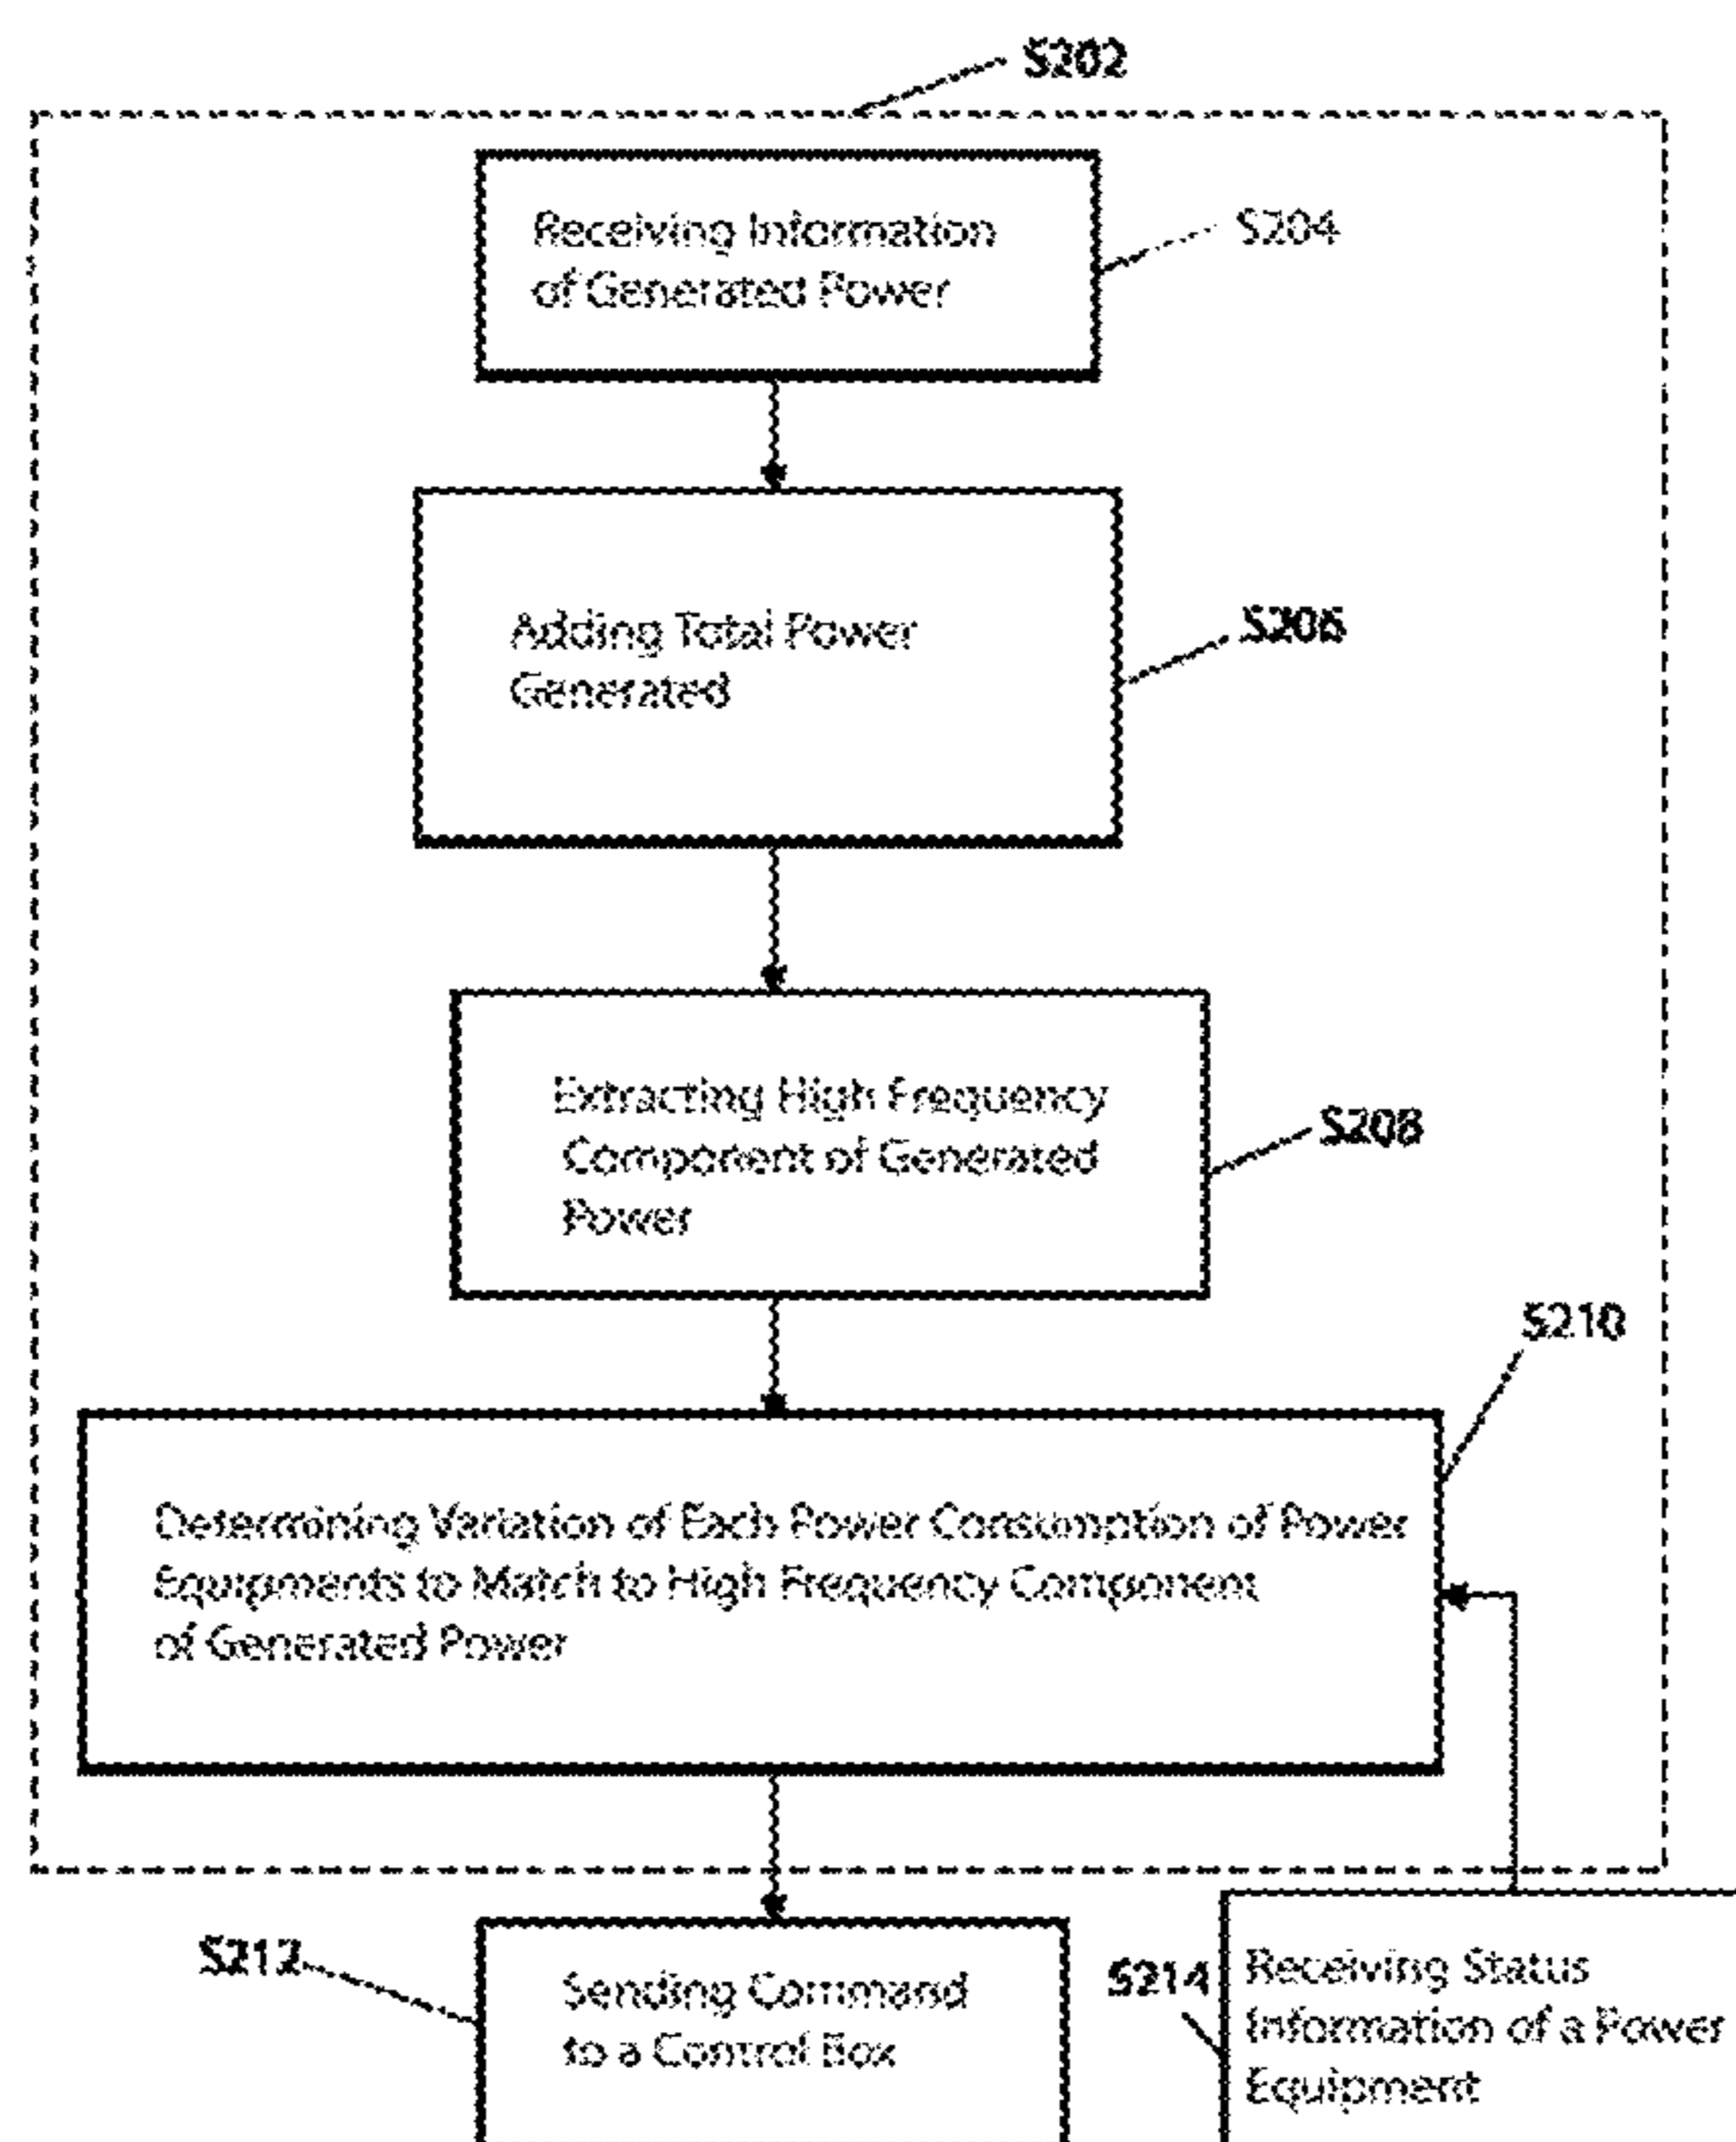 S202
Receiving Information
of Generated Power
S204
Adding Total Power
Generated
S206
Extracting High Frequency
Component of Generated
Power
S208
S210
Determining Variation of Each Power Consumption of Power
Equipments to Match to High Frequency Component
of Generated Power
S212
Sending Command
to a Control Box
S214
Receiving Status
Information of a Power
Equipment